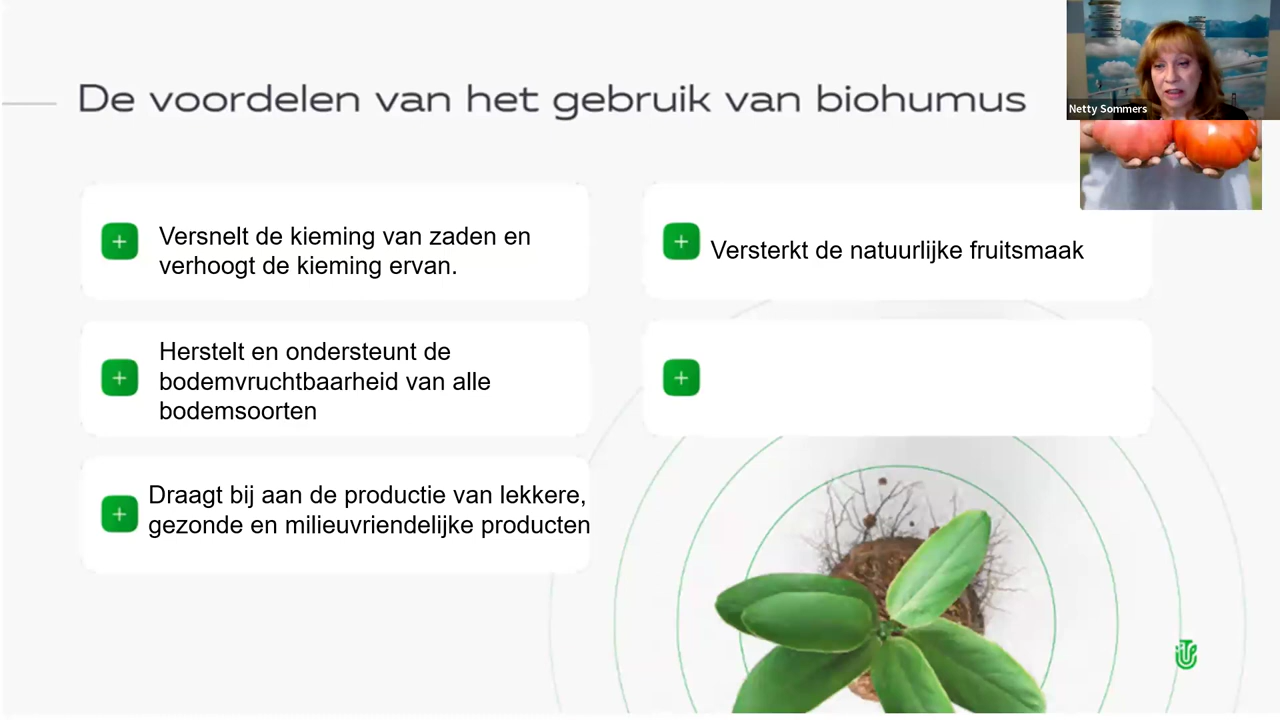 De voordelen van het gebruik van biohumus
Netty Sommers
Versnelt de kieming van zaden en
verhoogt de kieming ervan.
Versterkt de natuurlijke fruitsmaak
Herstelt en ondersteunt de
bodemvruchtbaarheid van alle
bodemsoorten
Draagt bij aan de productie van lekkere,
gezonde en milieuvriendelijke producten